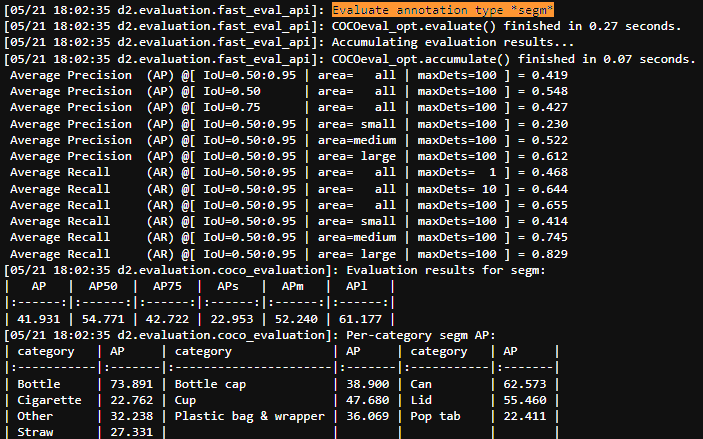 [05/21 18:02:35 d2.evaluation.fast_eval_api]: Evaluate annotation type *segm*
[05/21 18:02:35 d2.evaluation.fast_eval_api]: COCOeval_opt.evaluate() finished in 0.27 seconds.
[05/21 18:02:35 d2.evaluation.fast_eval_api]: Accumulating evaluation results...
[05/21 18:02:35 d2.evaluation.fast_eval_api]: COCOeval_opt.accumulate() finished in 0.07 seconds.
 Average Precision  (AP) @[ IoU=0.50:0.95 | area=   all | maxDets=100 ] = 0.419
 Average Precision  (AP) @[ IoU=0.50      | area=   all | maxDets=100 ] = 0.548
 Average Precision  (AP) @[ IoU=0.75      | area=   all | maxDets=100 ] = 0.427
 Average Precision  (AP) @[ IoU=0.50:0.95 | area= small | maxDets=100 ] = 0.230
 Average Precision  (AP) @[ IoU=0.50:0.95 | area=medium | maxDets=100 ] = 0.522
 Average Precision  (AP) @[ IoU=0.50:0.95 | area= large | maxDets=100 ] = 0.612
 Average Recall     (AR) @[ IoU=0.50:0.95 | area=   all | maxDets=  1 ] = 0.468
 Average Recall     (AR) @[ IoU=0.50:0.95 | area=   all | maxDets= 10 ] = 0.644
 Average Recall     (AR) @[ IoU=0.50:0.95 | area=   all | maxDets=100 ] = 0.655
 Average Recall     (AR) @[ IoU=0.50:0.95 | area= small | maxDets=100 ] = 0.414
 Average Recall     (AR) @[ IoU=0.50:0.95 | area=medium | maxDets=100 ] = 0.745
 Average Recall     (AR) @[ IoU=0.50:0.95 | area= large | maxDets=100 ] = 0.829
[05/21 18:02:35 d2.evaluation.coco_evaluation]: Evaluation results for segm:
|   AP   |  AP50  |  AP75  |  APs   |  APm   |  APl   |
|:------:|:------:|:------:|:------:|:------:|:------:|
| 41.931 | 54.771 | 42.722 | 22.953 | 52.240 | 61.177 |
[05/21 18:02:35 d2.evaluation.coco_evaluation]: Per-category segm AP:
| category   | AP     | category              | AP     | category   | AP     |
|:-----------|:-------|:----------------------|:-------|:-----------|:-------|
| Bottle     | 73.891 | Bottle cap            | 38.900 | Can        | 62.573 |
| Cigarette  | 22.762 | Cup                   | 47.680 | Lid        | 55.460 |
| Other      | 32.238 | Plastic bag & wrapper | 36.069 | Pop tab    | 22.411 |
| Straw      | 27.331 |                       |        |            |        |